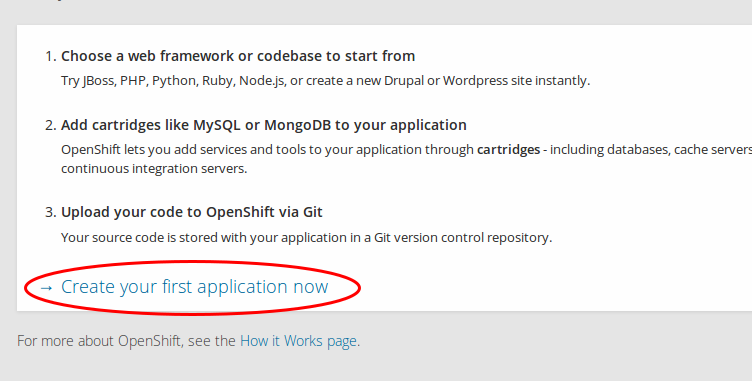 1. Choose a web framework or codebase to start from
Try JBoss, PHP, Python, Ruby, Node.js, or create a new Drupal or Wordpress site instantly.
2. Add cartridges like MySQL or MongoDB to your application
OpenShift lets you add services and tools to your application through cartridges - including databases, cache servers
continuous integration servers.
3. Upload your code to OpenShift via Git
Your source code is stored with your application in a Git version control repository.
→ Create your first application now
For more about OpenShift, see the How it Works page.